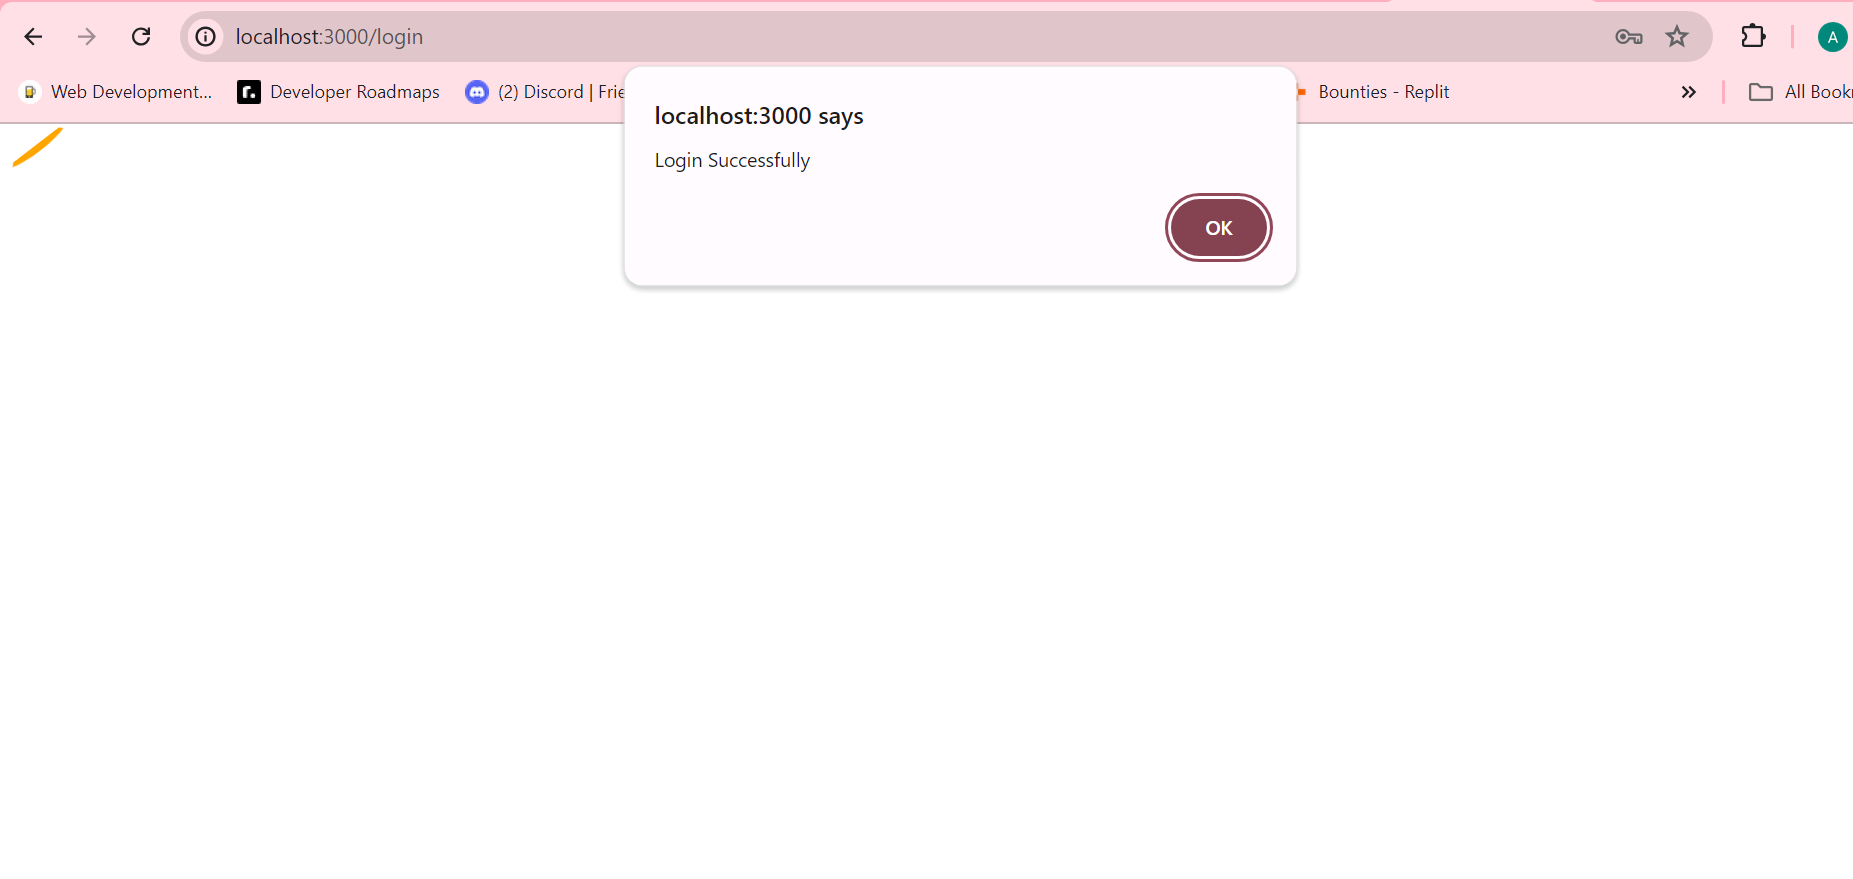 localhost:3000/login
A
Web Development...
Developer Roadmaps
(2) Discord | Frie
Bounties - Replit
»
All Book
localhost:3000 says
Login Successfully
OK